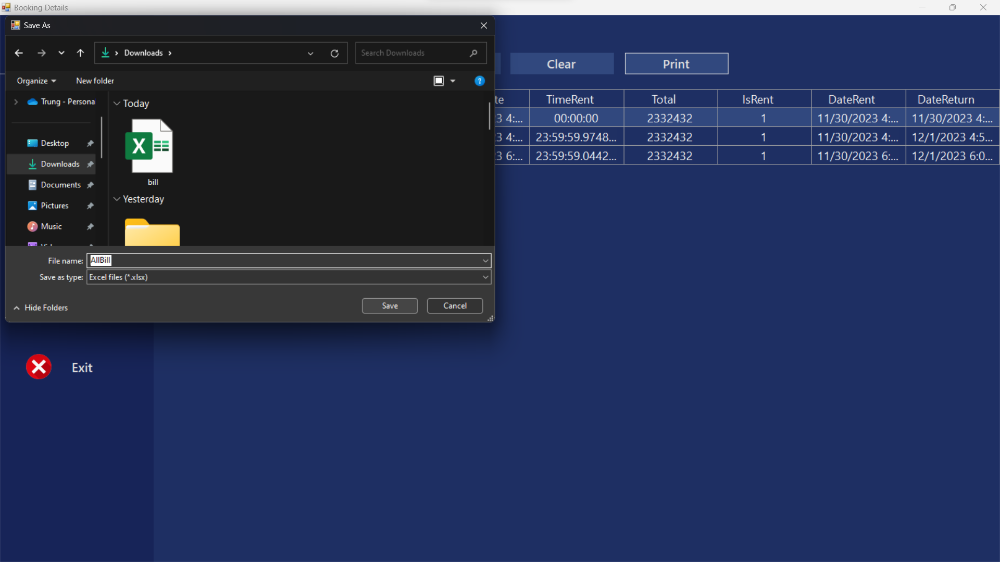 Booking Details
Save As
Downloads
Search Downloads
Clear
Print
Organize
New folder
Trung - Persona
Today
bill
Yesterday
Desktop
Downloads
Documents
Pictures
Music
te TimeRent Total IsRent DateRent DateReturn
3 4:... 00:00:00 2332432 1 11/30/2023 4:... 11/30/2023 4:...
3 4:... 23:59:59.9748... 2332432 1 11/30/2023 4:... 12/1/2023 4:5...
3 6:... 23:59:59.0442... 2332432 1 11/30/2023 6:... 12/1/2023 6:0...
File name: AllBill
Save as type: Excel files (*.xlsx)
Hide Folders
Save
Cancel
Exit